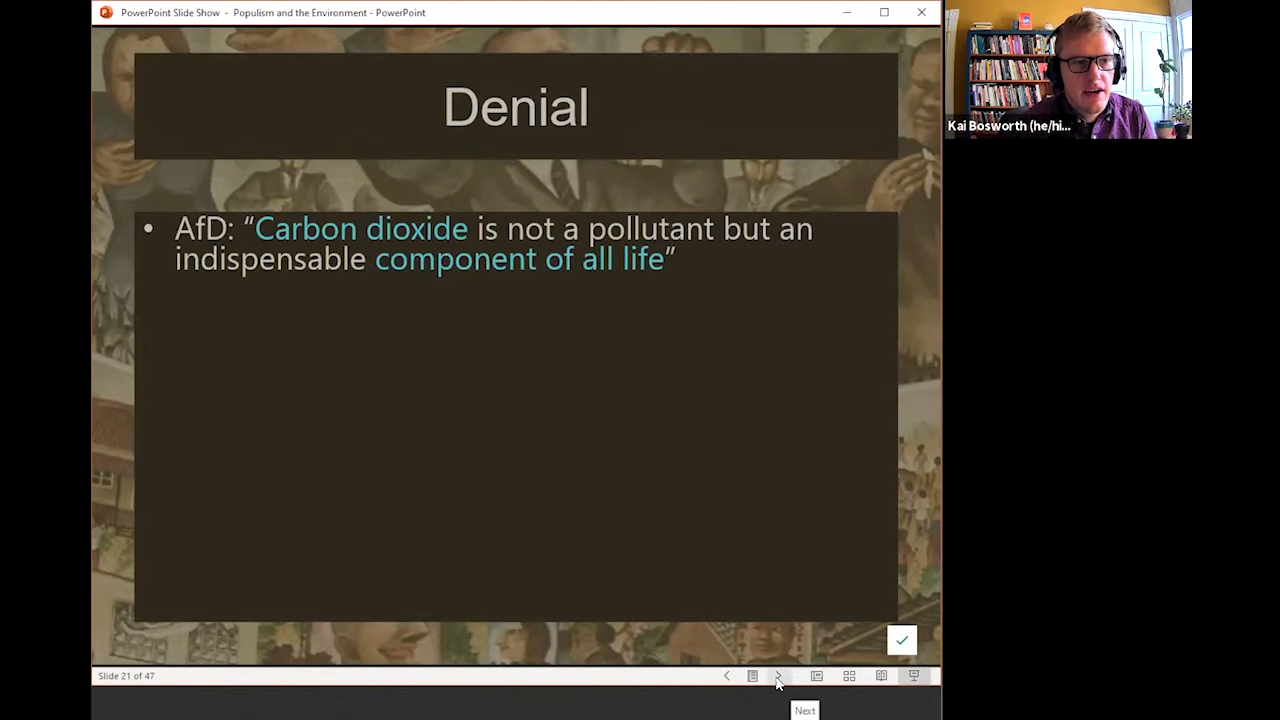 PowerPoint Slide Show - Populism and the Environment - PowerPoint
Denial
• AfD: “Carbon dioxide is not a pollutant but an
indispensable component of all life”
Kai Bosworth (he/hi...
Slide 21 of 47
Next